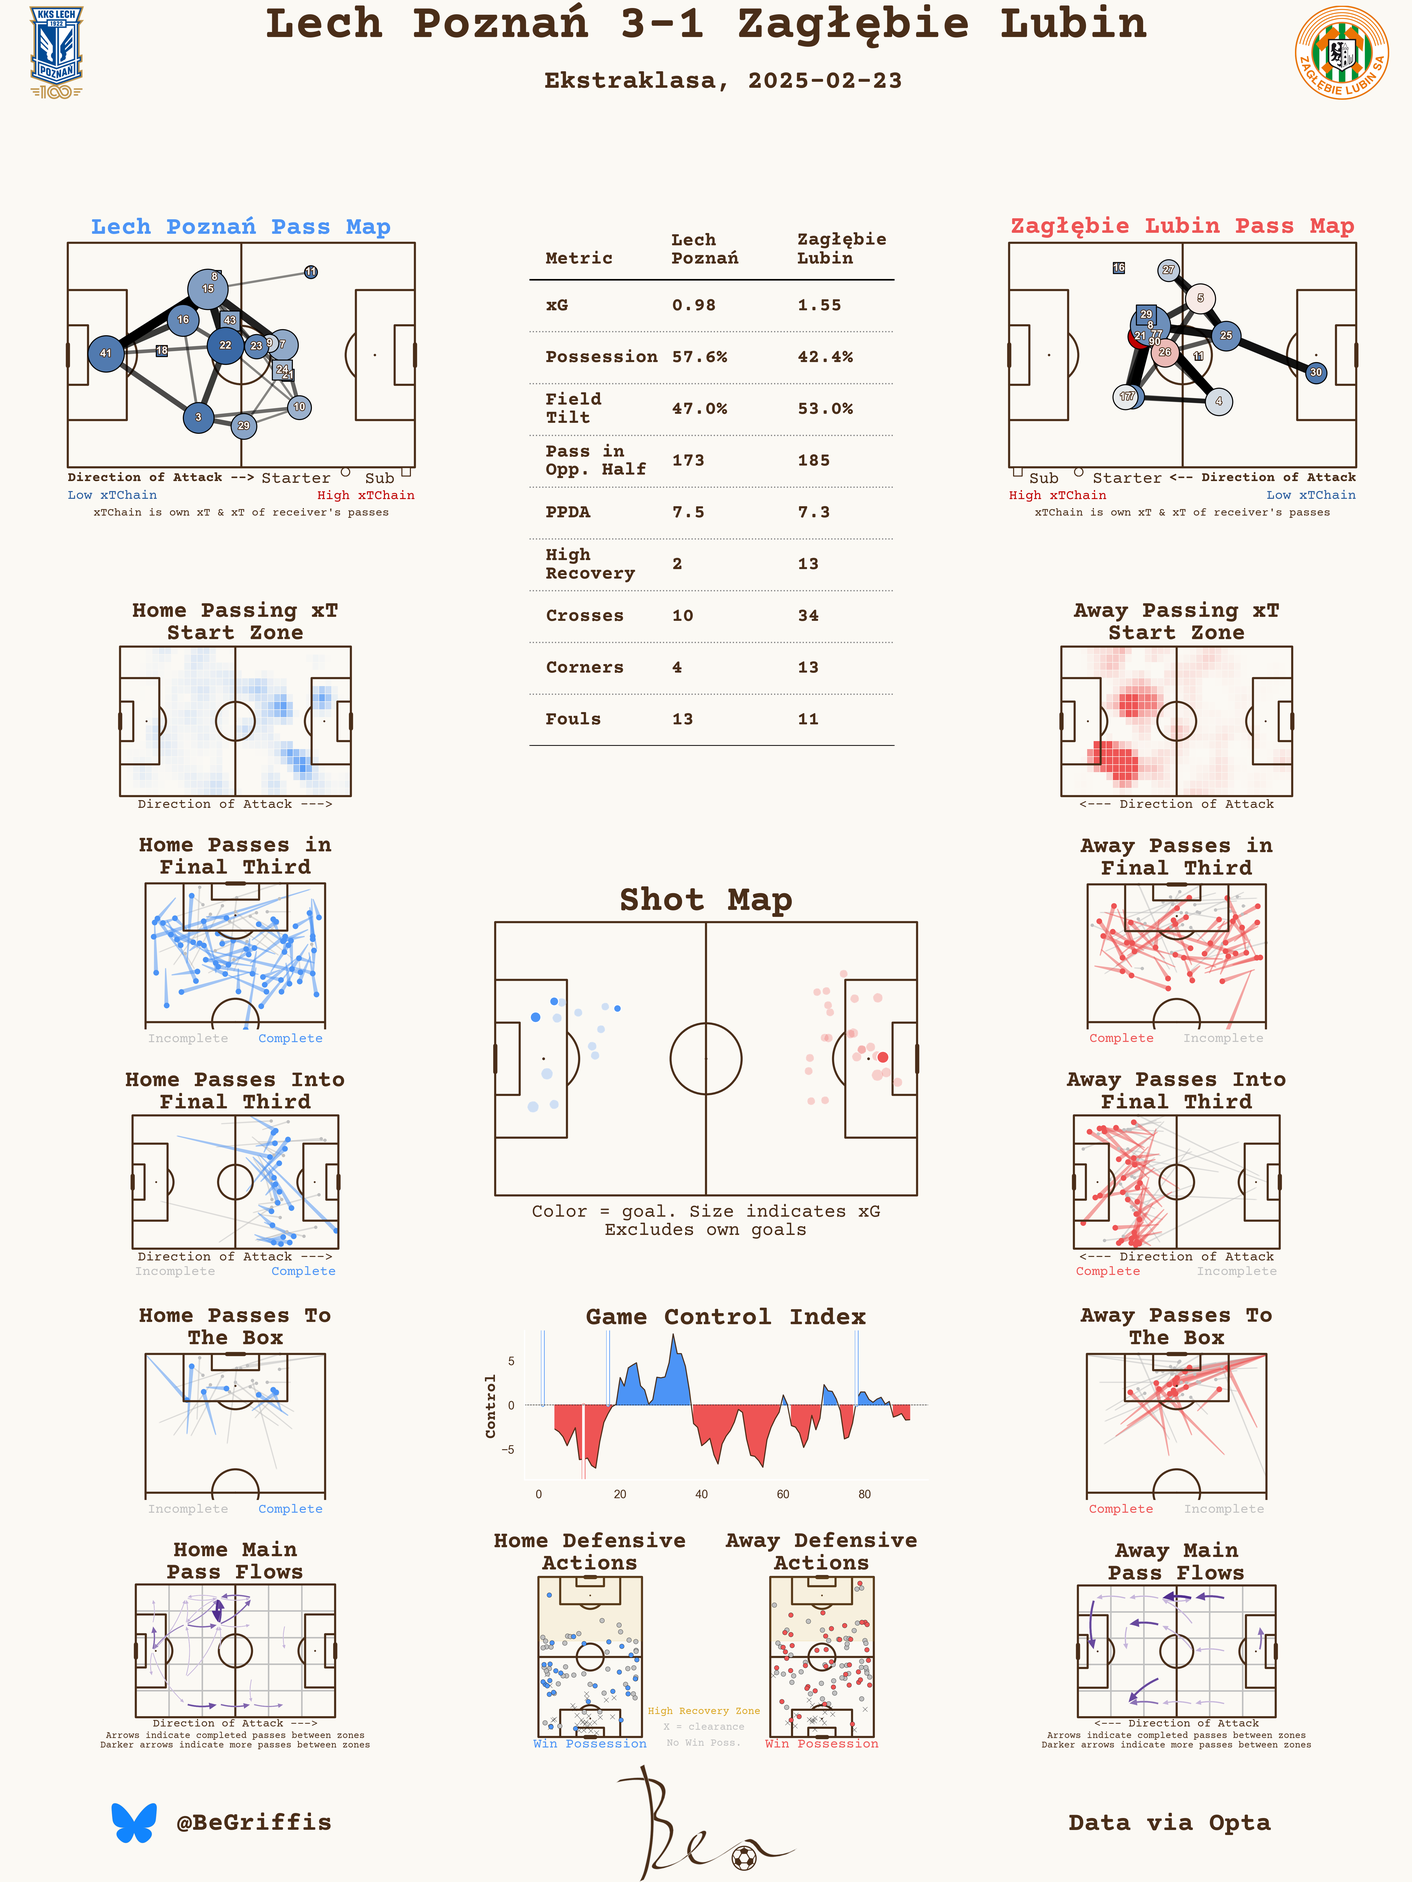 Lech Poznań 3-1 Zagłębie Lubin
Ekstraklasa, 2025-02-23
KKS LECH
1922
POZNAŃ
100
ZAGŁĘBIE LUBIN SA
Lech Poznań Pass Map
11
8
15
16
43
41
18
22
23
9
7
24
21
3
29
10
Direction of Attack --> Starter Sub
Low xTChain High xTChain
xTChain is own xT & xT of receiver's passes
Metric Lech Poznań Zagłębie Lubin
xG 0.98 1.55
Possession 57.6% 42.4%
Field Tilt 47.0% 53.0%
Pass in Opp. Half 173 185
PPDA 7.5 7.3
High Recovery 2 13
Crosses 10 34
Corners 4 13
Fouls 13 11
Zagłębie Lubin Pass Map
16
27
5
29
8
21
77
90
25
26
11
30
17
7
4
Sub Starter <-- Direction of Attack
High xTChain Low xTChain
xTChain is own xT & xT of receiver's passes
Home Passing xT
Start Zone
Direction of Attack --->
Away Passing xT
Start Zone
<--- Direction of Attack
Home Passes in
Final Third
Incomplete Complete
Away Passes in
Final Third
Complete Incomplete
Shot Map
Color = goal. Size indicates xG
Excludes own goals
Home Passes Into
Final Third
Direction of Attack --->
Incomplete Complete
Away Passes Into
Final Third
<--- Direction of Attack
Complete Incomplete
Home Passes To
The Box
Incomplete Complete
Game Control Index
Control
5
0
−5
0 20 40 60 80
Away Passes To
The Box
Complete Incomplete
Home Main
Pass Flows
Direction of Attack --->
Arrows indicate completed passes between zones
Darker arrows indicate more passes between zones
Home Defensive
Actions
Win Possession
Away Defensive
Actions
Win Possession
High Recovery Zone
X = clearance
No Win Poss.
Away Main
Pass Flows
<--- Direction of Attack
Arrows indicate completed passes between zones
Darker arrows indicate more passes between zones
@BeGriffis
Ben
Data via Opta